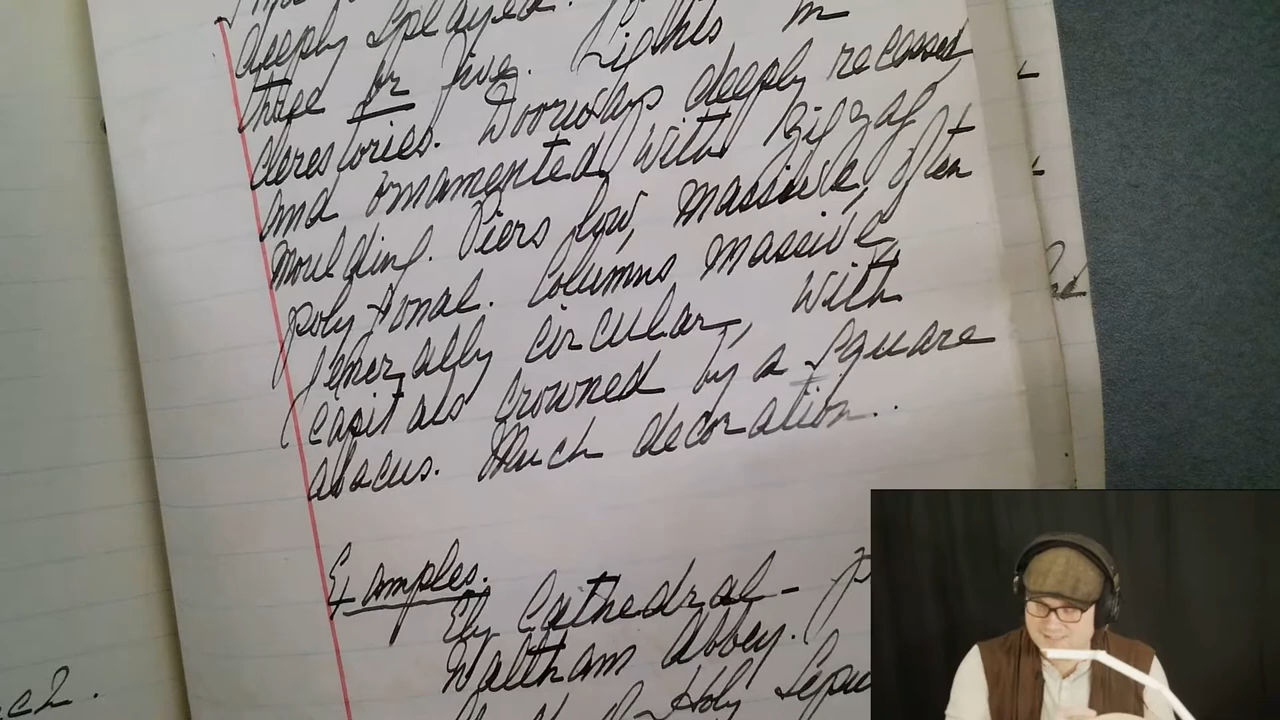 deeply splayed.
three or five. Lights in
clerestories. Doorways deeply recessed
and ornamented with zigzag
moulding. Piers low, massive, often
polygonal. Columns massive,
generally circular, with
capitals crowned by a square
abacus. Much decoration..
Examples.
Ely Cathedral -
Waltham Abbey.
Holy Sepu
ch.